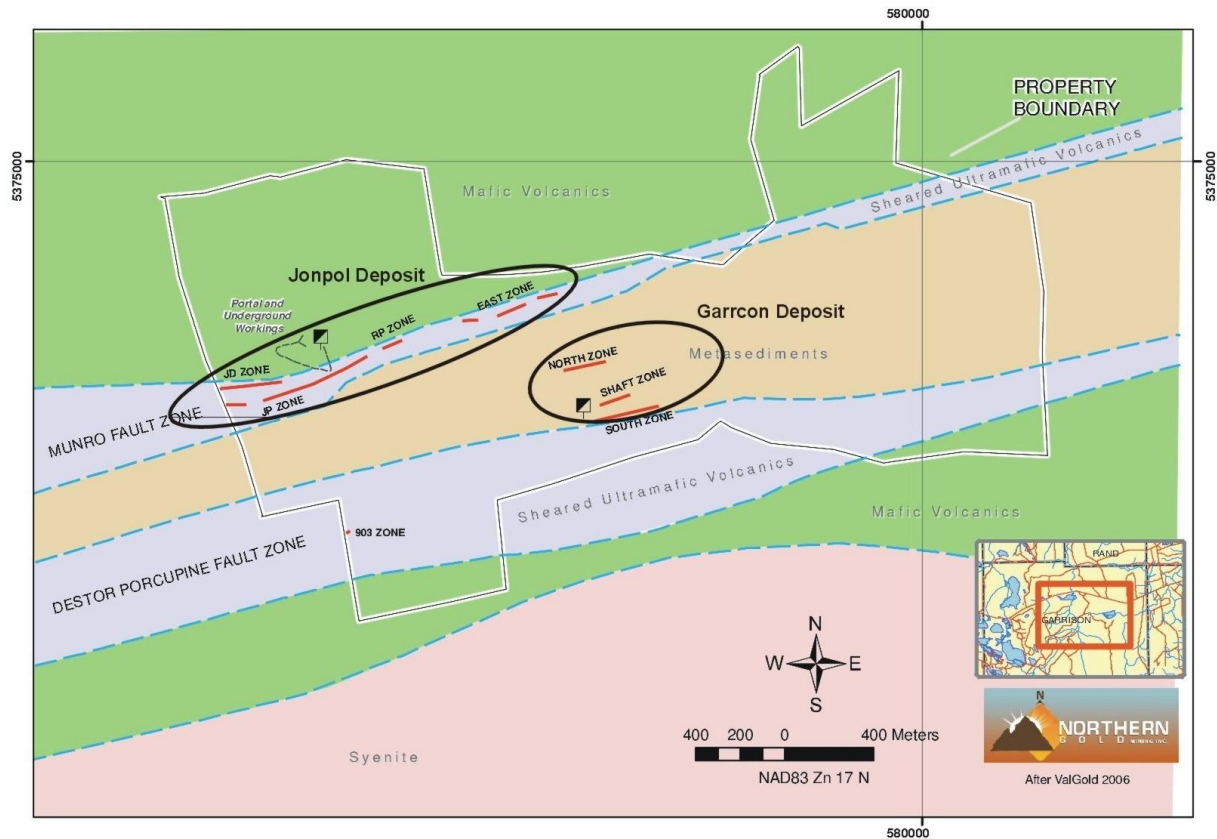 580000
PROPERTY
BOUNDARY
5375000
5375000
Sheared Ultramafic Volcanics
Mafic Volcanics
Jonpol Deposit
Portal and
Underground
Workings
EAST ZONE
RP ZONE
Garrcon Deposit
NORTH ZONE
Metasediments
JD ZONE
SHAFT ZONE
JP ZONE
MUNRO FAULT ZONE
SOUTH ZONE
Sheared Ultramafic Volcanics
Mafic Volcanics
903 ZONE
DESTOR PORCUPINE FAULT ZONE
RAND
GARRISON
N
W E
S
N
NORTHERN
GOLD MINING INC.
400 200 0 400 Meters
NAD83 Zn 17 N
After ValGold 2006
Syenite
580000